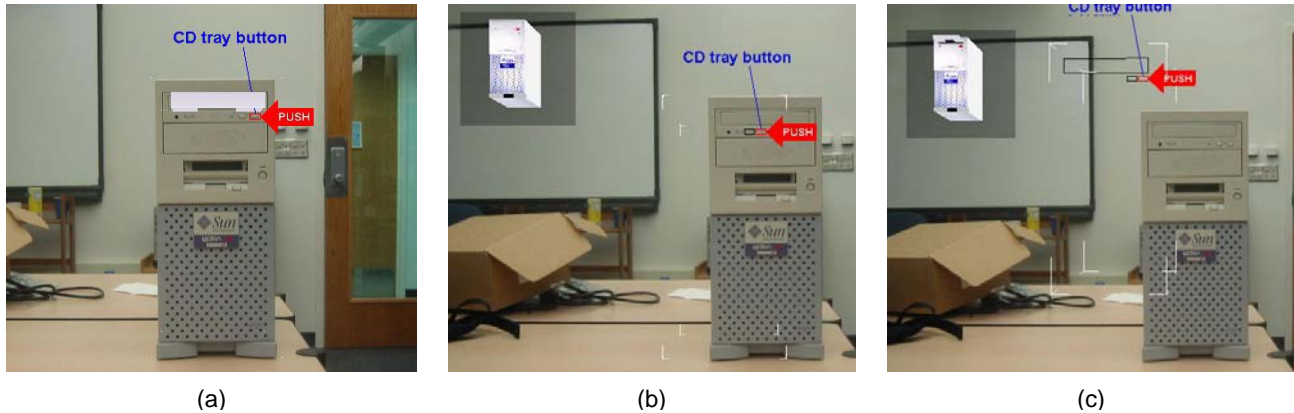 CD tray button
PUSH
Sun
CD tray button
PUSH
Sun
CD tray button
PUSH
Sun
(a)
(b)
(c)